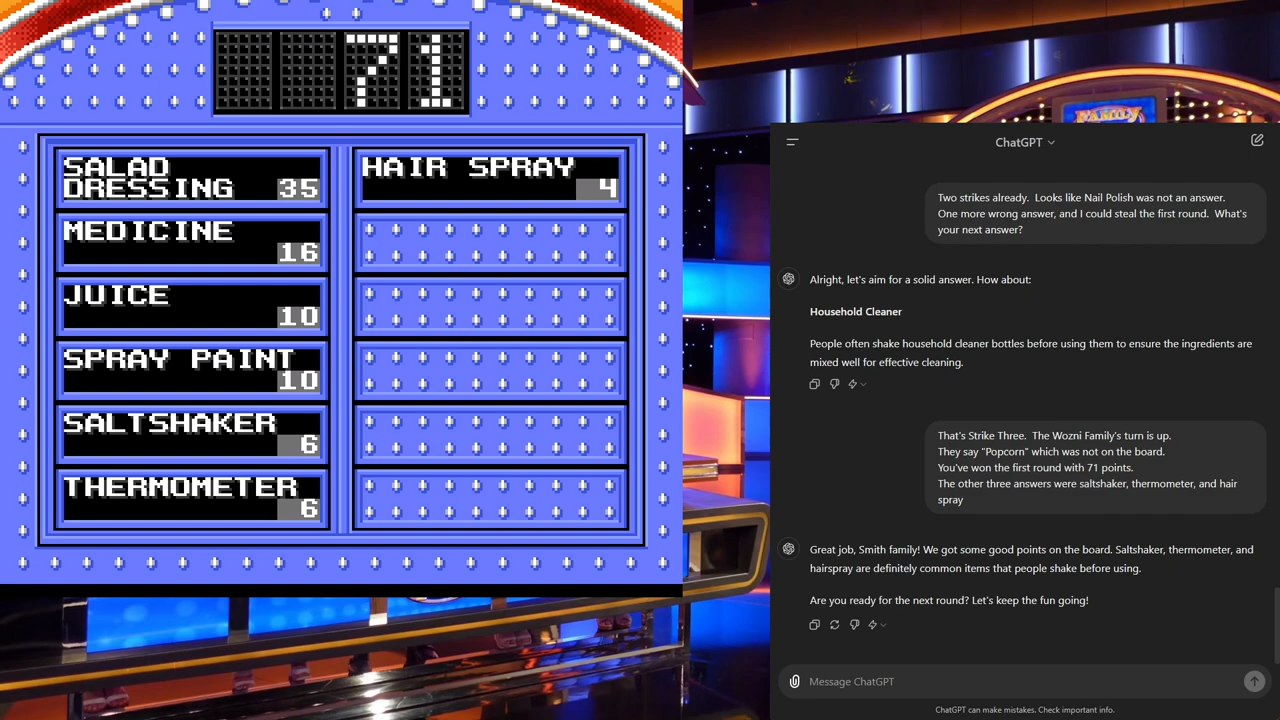 71
SALAD
DRESSING 35
MEDICINE
16
JUICE
10
SPRAY PAINT
10
SALTSHAKER
6
THERMOMETER
6
HAIR SPRAY
4
FAMILY
ChatGPT
Two strikes already. Looks like Nail Polish was not an answer.
One more wrong answer, and I could steal the first round. What's
your next answer?
Alright, let's aim for a solid answer. How about:
Household Cleaner
People often shake household cleaner bottles before using them to ensure the ingredients are
mixed well for effective cleaning.
That's Strike Three. The Wozni Family's turn is up.
They say "Popcorn" which was not on the board.
You've won the first round with 71 points.
The other three answers were saltshaker, thermometer, and hair
spray
Great job, Smith family! We got some good points on the board. Saltshaker, thermometer, and
hairspray are definitely common items that people shake before using.
Are you ready for the next round? Let's keep the fun going!
Message ChatGPT
ChatGPT can make mistakes. Check important info.